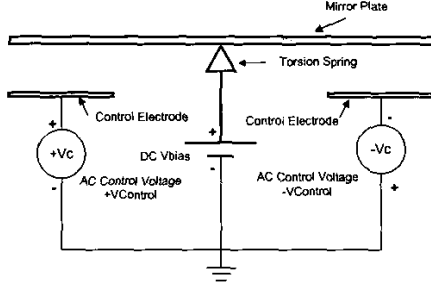 Mirror Plate
Torsion Spring
Control Electrode
Control Electrode
+
+
-
+Vc
DC Vbias
-Vc
-
-
AC Control Voltage
+VControl
AC Control Voltage
-VControl
+